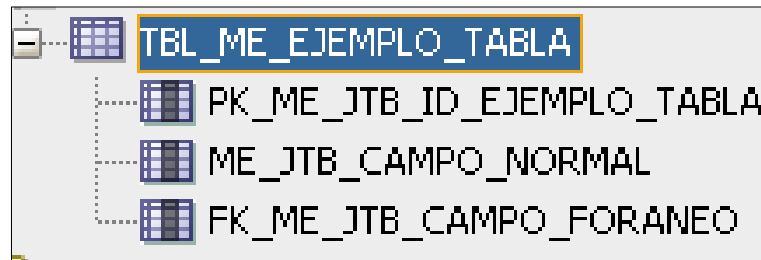 TBL_ME_EJEMPLO_TABLA
PK_ME_JTB_ID_EJEMPLO_TABLA
ME_JTB_CAMPO_NORMAL
FK_ME_JTB_CAMPO_FORANEO